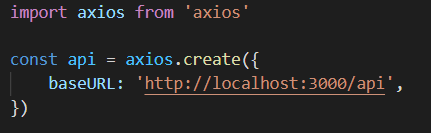 import axios from 'axios'
const api = axios.create({
    baseURL: 'http://localhost:3000/api',
})